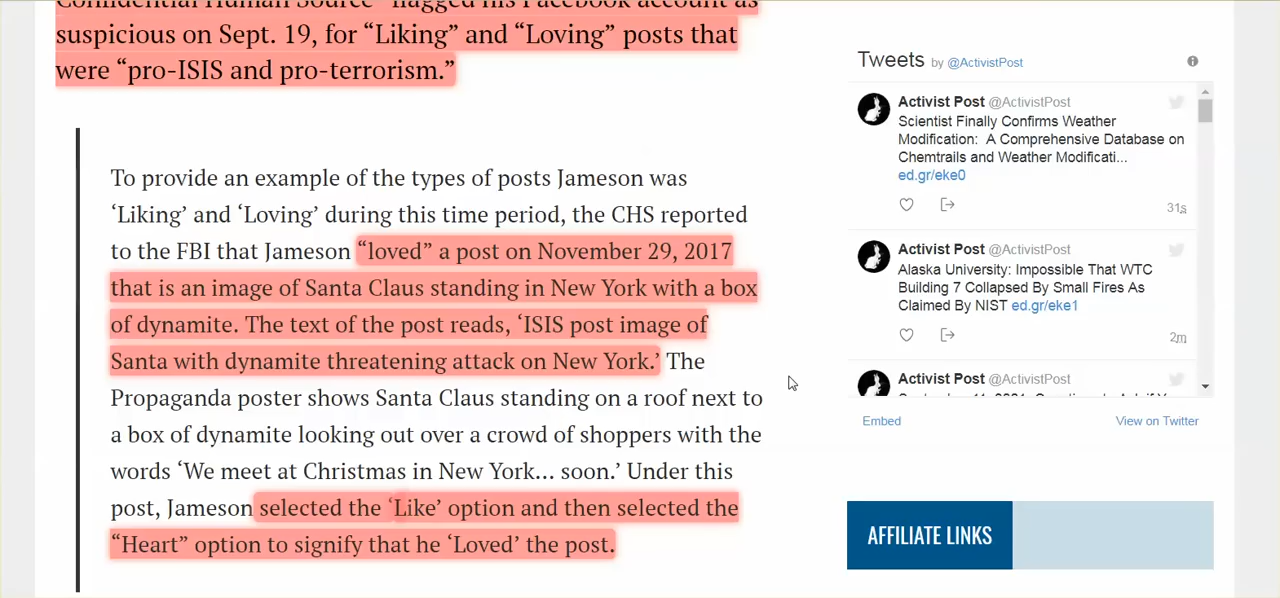 Confidential Human Source” flagged his Facebook account as
suspicious on Sept. 19, for “Liking” and “Loving” posts that
were “pro-ISIS and pro-terrorism.”
To provide an example of the types of posts Jameson was
‘Liking’ and ‘Loving’ during this time period, the CHS reported
to the FBI that Jameson “loved” a post on November 29, 2017
that is an image of Santa Claus standing in New York with a box
of dynamite. The text of the post reads, ‘ISIS post image of
Santa with dynamite threatening attack on New York.’ The
Propaganda poster shows Santa Claus standing on a roof next to
a box of dynamite looking out over a crowd of shoppers with the
words ‘We meet at Christmas in New York… soon.’ Under this
post, Jameson selected the ‘Like’ option and then selected the
“Heart” option to signify that he ‘Loved’ the post.
Tweets by @ActivistPost
Activist Post @ActivistPost
Scientist Finally Confirms Weather
Modification: A Comprehensive Database on
Chemtrails and Weather Modificati...
ed.gr/eke0
31s
Activist Post @ActivistPost
Alaska University: Impossible That WTC
Building 7 Collapsed By Small Fires As
Claimed By NIST ed.gr/eke1
2m
Activist Post @ActivistPost
Embed
View on Twitter
AFFILIATE LINKS